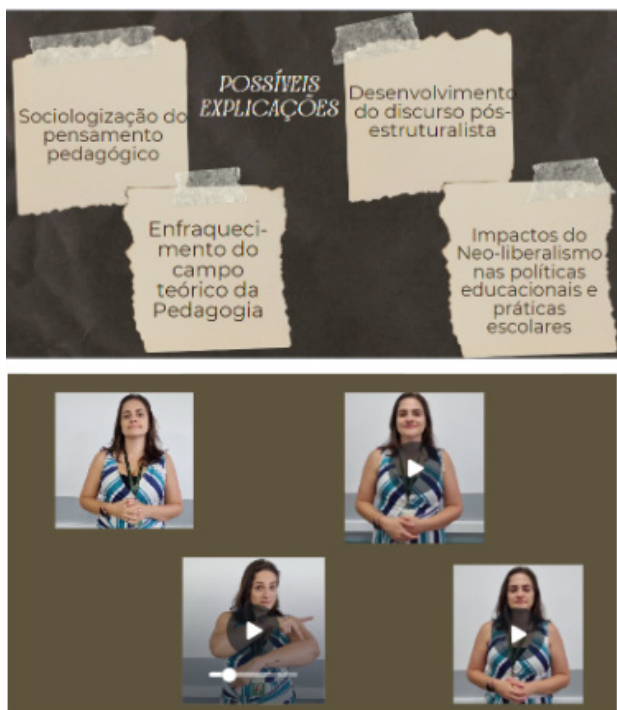 POSSÍVEIS
EXPLICAÇÕES
Sociologização do
pensamento
pedagógico
Enfraqueci-
mento do
campo
teórico da
Pedagogia
Desenvolvimento
do discurso pós-
estruturalista
Impactos do
Neo-liberalismo
nas políticas
educacionais e
práticas
escolares